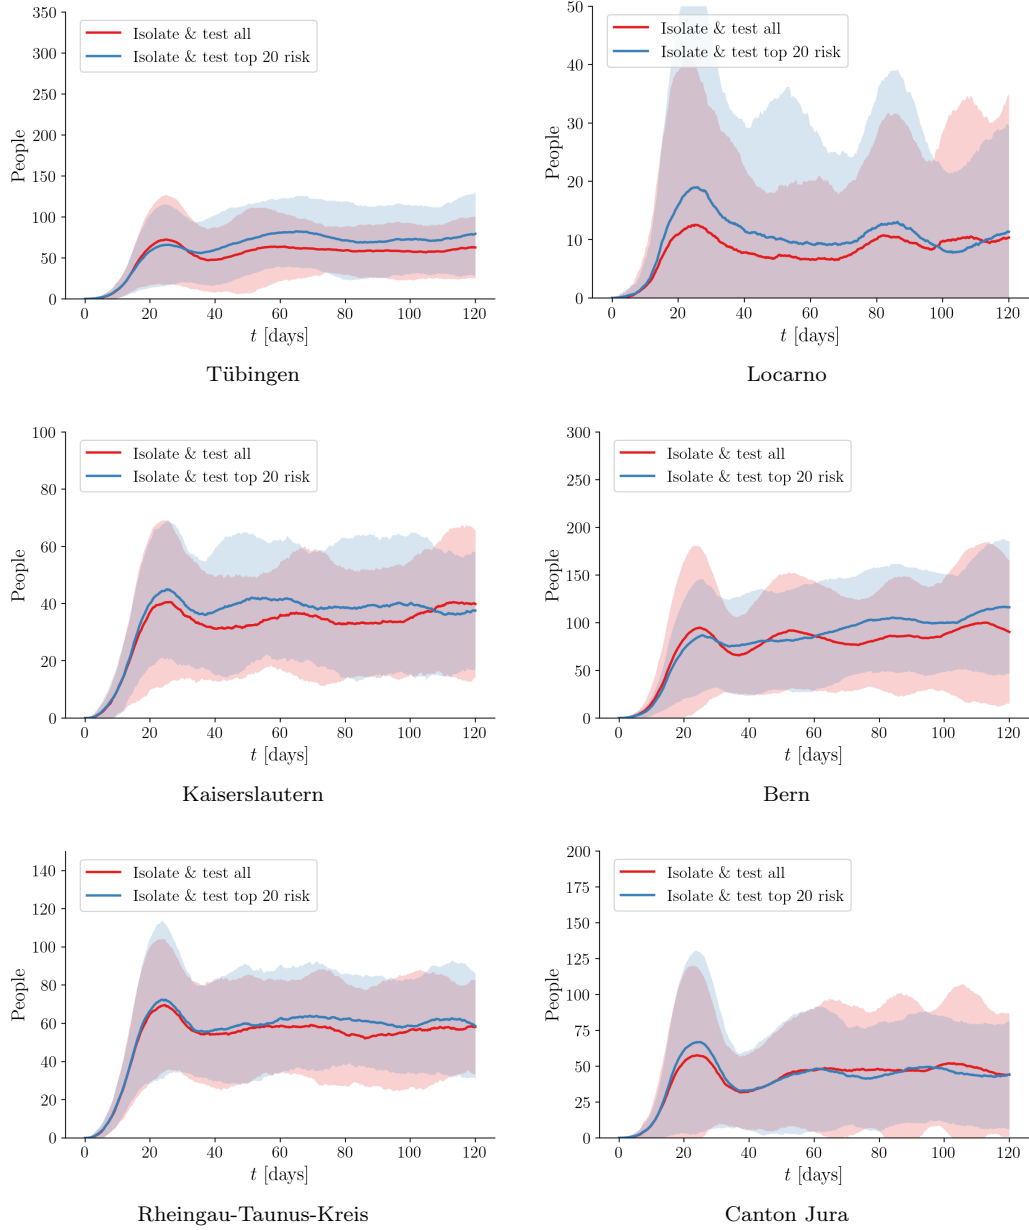 350
300
250
200
150
100
50
0
People
Isolate & test all
Isolate & test top 20 risk
0 20 40 60 80 100 120
t [days]
Tübingen
50
40
30
20
10
0
People
Isolate & test all
Isolate & test top 20 risk
0 20 40 60 80 100 120
t [days]
Locarno
100
80
60
40
20
0
People
Isolate & test all
Isolate & test top 20 risk
0 20 40 60 80 100 120
t [days]
Kaiserslautern
300
250
200
150
100
50
0
People
Isolate & test all
Isolate & test top 20 risk
0 20 40 60 80 100 120
t [days]
Bern
140
120
100
80
60
40
20
0
People
Isolate & test all
Isolate & test top 20 risk
0 20 40 60 80 100 120
t [days]
Rheingau-Taunus-Kreis
200
175
150
125
100
75
50
25
0
People
Isolate & test all
Isolate & test top 20 risk
0 20 40 60 80 100 120
t [days]
Canton Jura